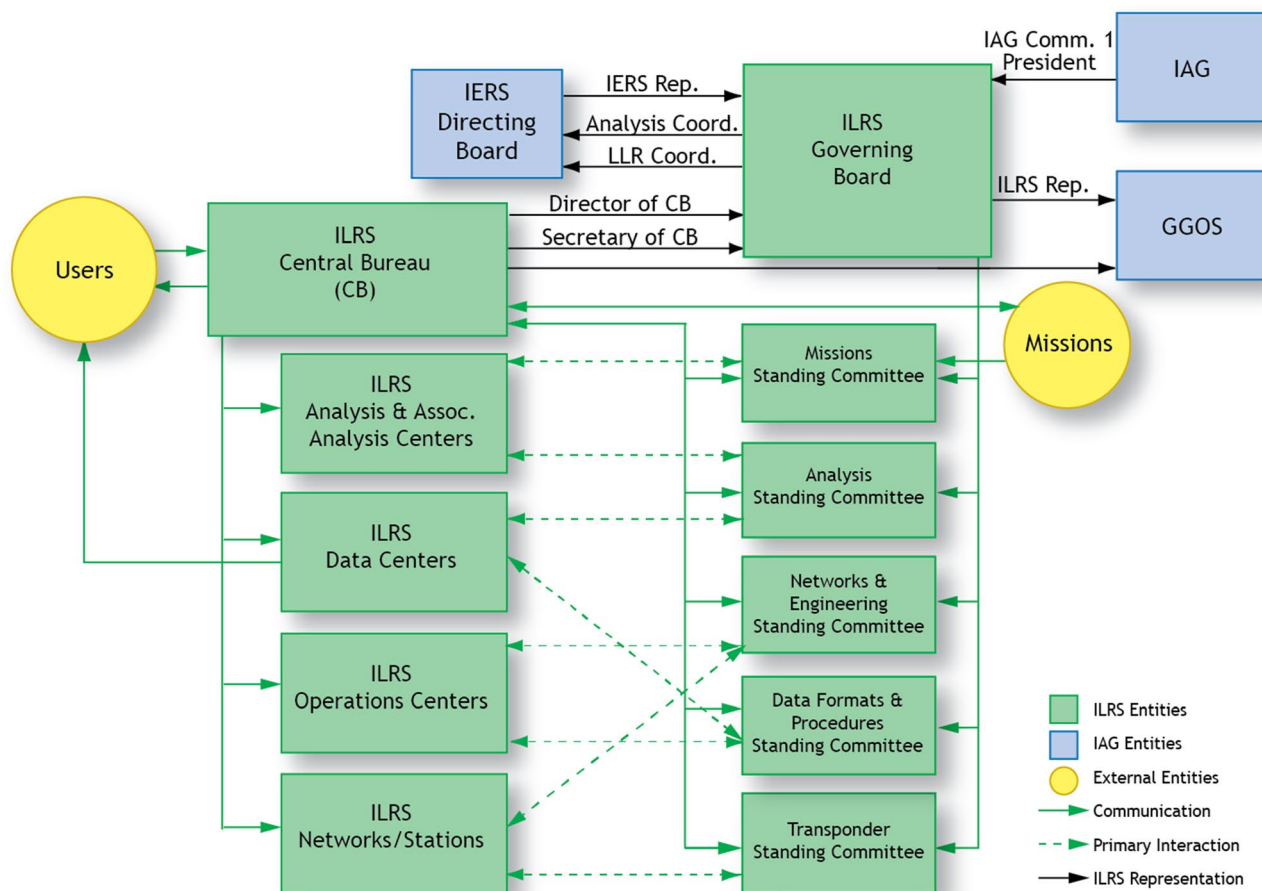 IAG Comm. 1
President
IAG
IERS
Directing
Board
IERS Rep.
Analysis Coord.
LLR Coord.
ILRS
Governing
Board
ILRS Rep.
GGOS
Users
ILRS
Central Bureau
(CB)
Director of CB
Secretary of CB
Missions
ILRS
Analysis & Assoc.
Analysis Centers
Missions
Standing Committee
ILRS
Data Centers
Analysis
Standing Committee
Networks &
Engineering
Standing Committee
ILRS
Operations Centers
Data Formats &
Procedures
Standing Committee
ILRS
Networks/Stations
Transponder
Standing Committee
ILRS Entities
IAG Entities
External Entities
Communication
Primary Interaction
ILRS Representation